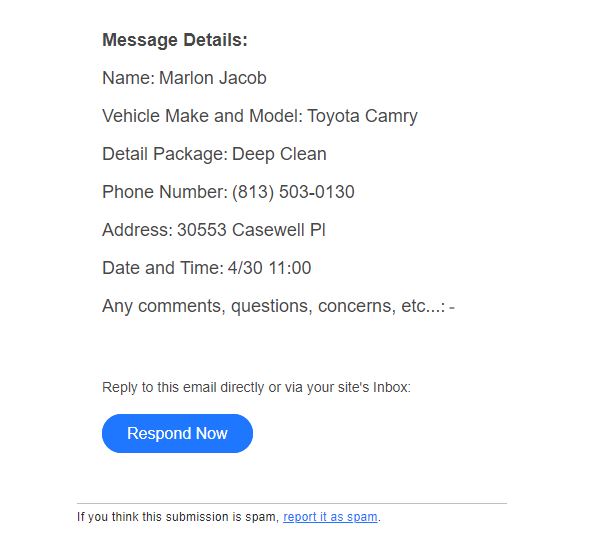 Message Details:
Name: Marlon Jacob
Vehicle Make and Model: Toyota Camry
Detail Package: Deep Clean
Phone Number: (813) 503-0130
Address: 30553 Casewell Pl
Date and Time: 4/30 11:00
Any comments, questions, concerns, etc...: -
Reply to this email directly or via your site's Inbox:
Respond Now
If you think this submission is spam, report it as spam.